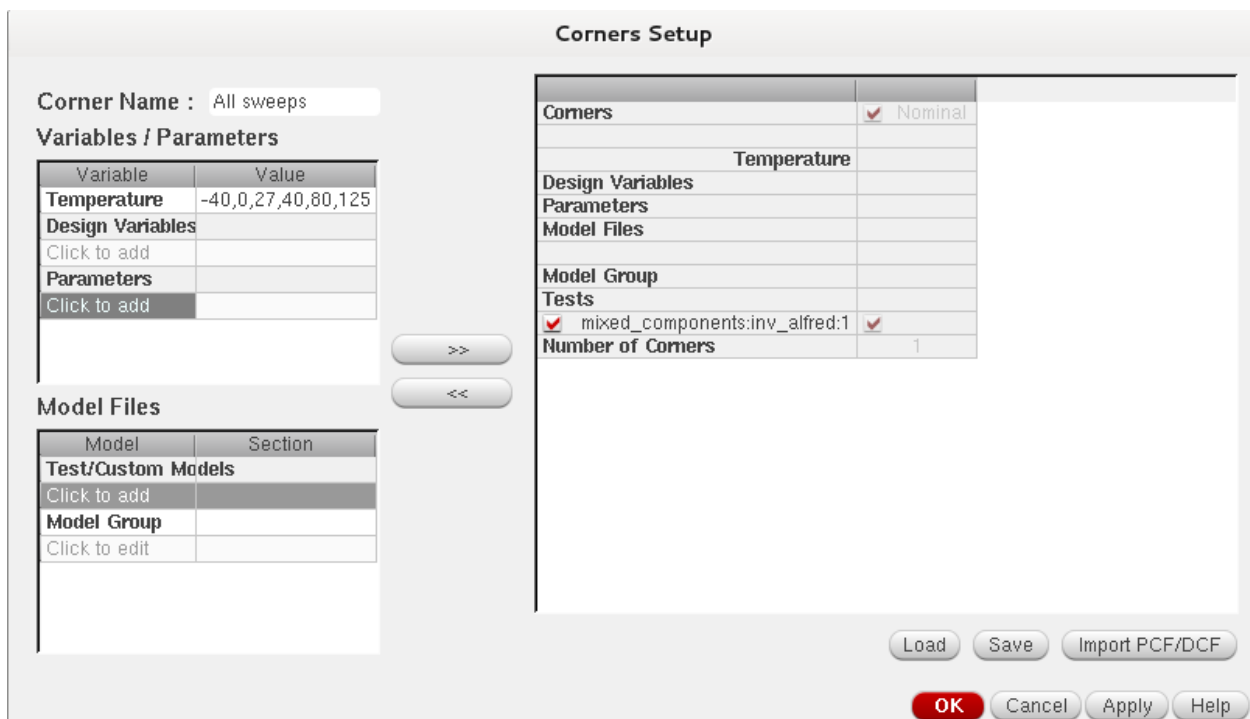 Corners Setup
Corner Name : All sweeps
Variables / Parameters
Variable Value
Temperature -40,0,27,40,80,125
Design Variables
Click to add
Parameters
Click to add
Model Files
Model Section
Test/Custom Models
Click to add
Model Group
Click to edit
>>
<<
Corners Nominal
Temperature
Design Variables
Parameters
Model Files
Model Group
Tests
mixed_components:inv_alfred:1
Number of Corners 1
Load Save Import PCF/DCF
OK Cancel Apply Help